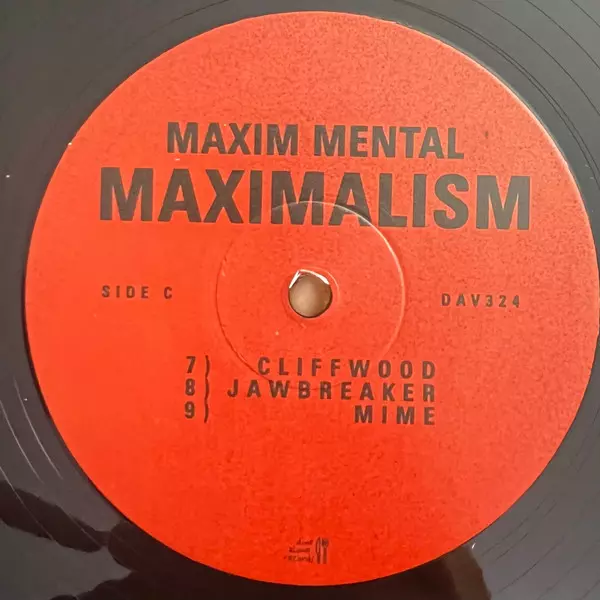 MAXIM MENTAL
MAXIMALISM
SIDE C
DAV324
7) CLIFFWOOD
8) JAWBREAKER
9) MIME